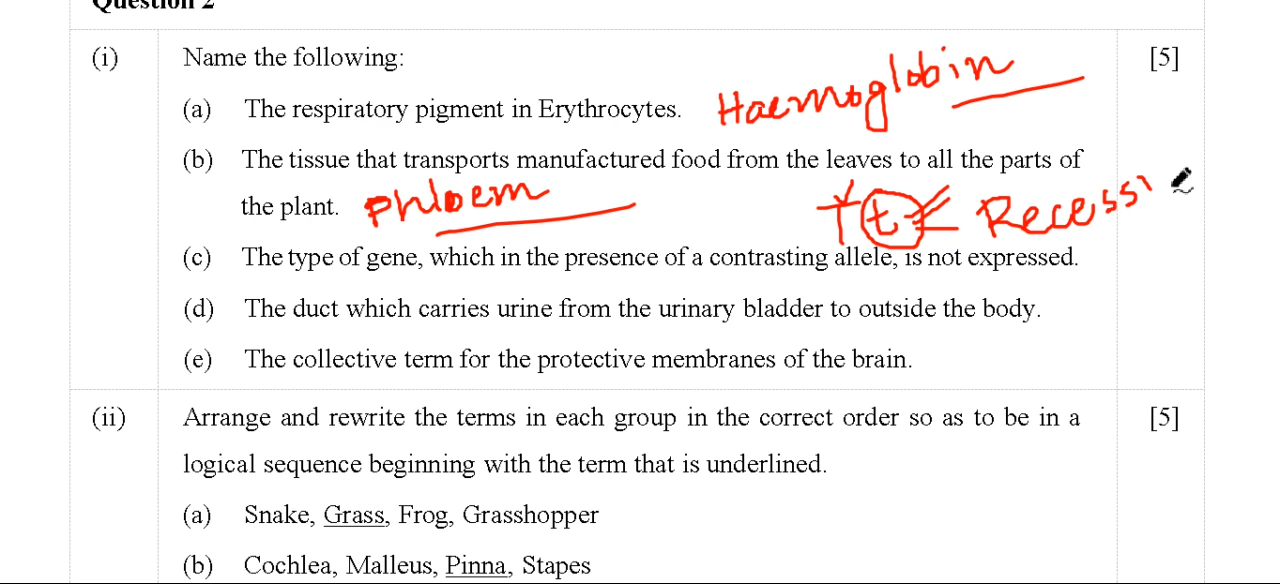 Question 2
(i) Name the following: [5]
(a) The respiratory pigment in Erythrocytes. Haemoglobin
(b) The tissue that transports manufactured food from the leaves to all the parts of
the plant. Phloem Tt Recessi
(c) The type of gene, which in the presence of a contrasting allele, is not expressed.
(d) The duct which carries urine from the urinary bladder to outside the body.
(e) The collective term for the protective membranes of the brain.
(ii) Arrange and rewrite the terms in each group in the correct order so as to be in a [5]
logical sequence beginning with the term that is underlined.
(a) Snake, Grass, Frog, Grasshopper
(b) Cochlea, Malleus, Pinna, Stapes